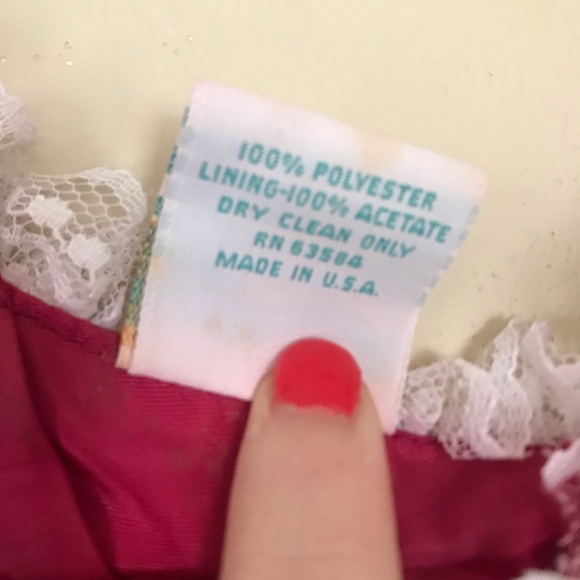 100% POLYESTER
LINING-100% ACETATE
DRY CLEAN ONLY
RN 63584
MADE IN U.S.A.